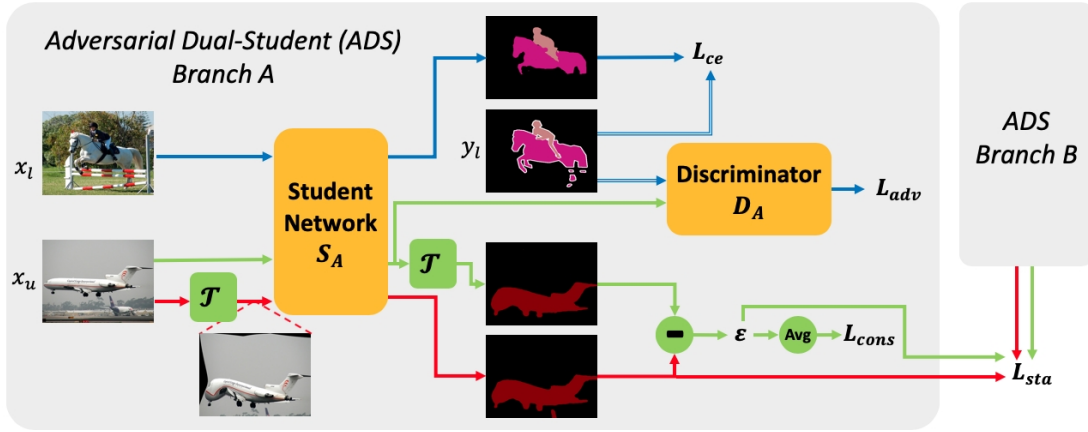 Adversarial Dual-Student (ADS)
Branch A
x_l
Student
Network
S_A
x_u
𝒯
y_l
L_ce
Discriminator
D_A
L_adv
𝒯
-
ε
Avg
L_cons
L_sta
ADS
Branch B